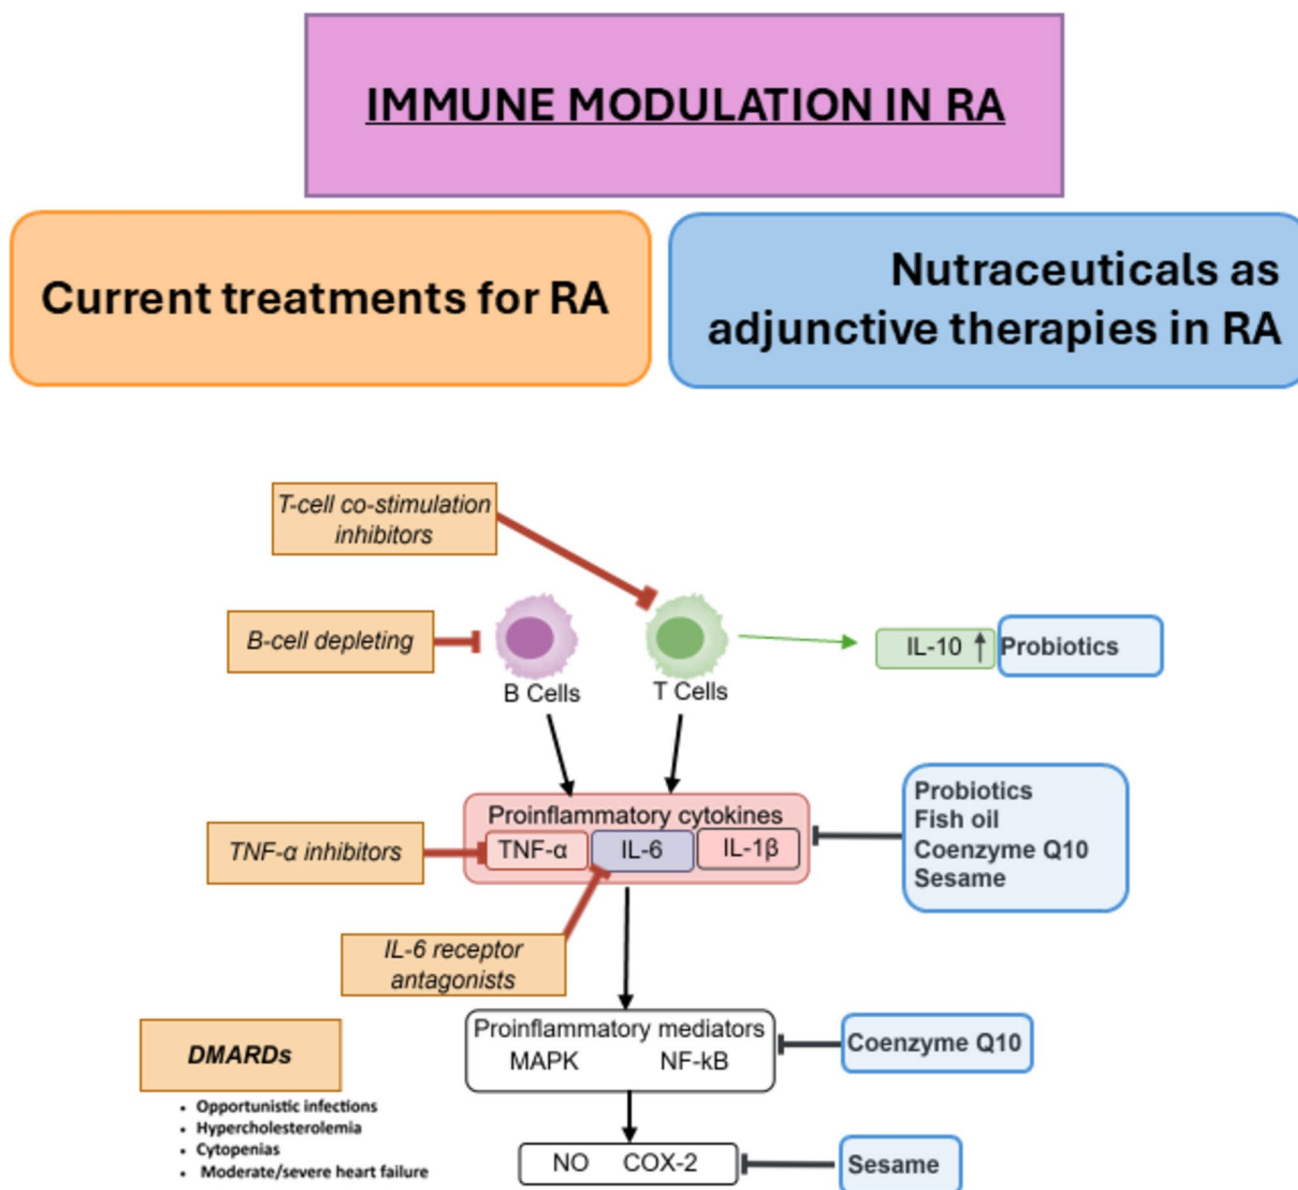 IMMUNE MODULATION IN RA
Current treatments for RA
Nutraceuticals as
adjunctive therapies in RA
T-cell co-stimulation
inhibitors
B-cell depleting
B Cells
T Cells
IL-10 ↑
Probiotics
Proinflammatory cytokines
TNF-α
IL-6
IL-1β
TNF-α inhibitors
Probiotics
Fish oil
Coenzyme Q10
Sesame
IL-6 receptor
antagonists
Proinflammatory mediators
MAPK NF-kB
Coenzyme Q10
DMARDs
• Opportunistic infections
• Hypercholesterolemia
• Cytopenias
• Moderate/severe heart failure
NO COX-2
Sesame